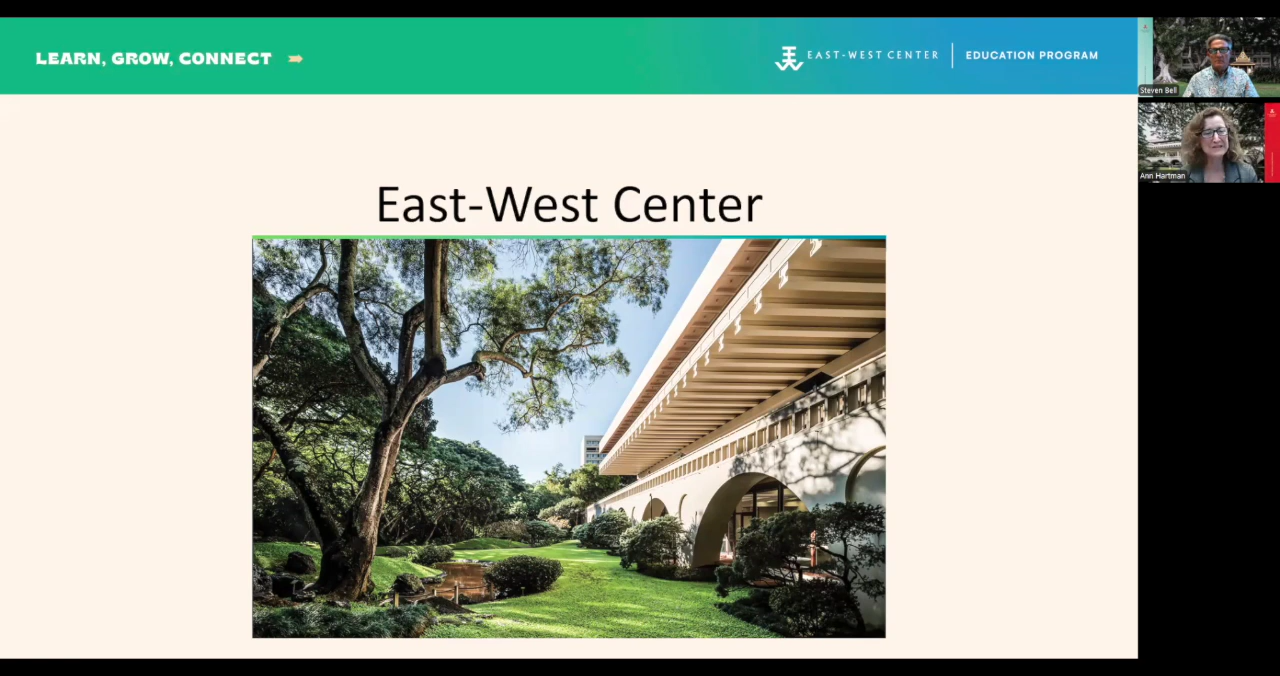 LEARN, GROW, CONNECT
EAST-WEST CENTER
EDUCATION PROGRAM
Steven Bell
Ann Hartman
East-West Center